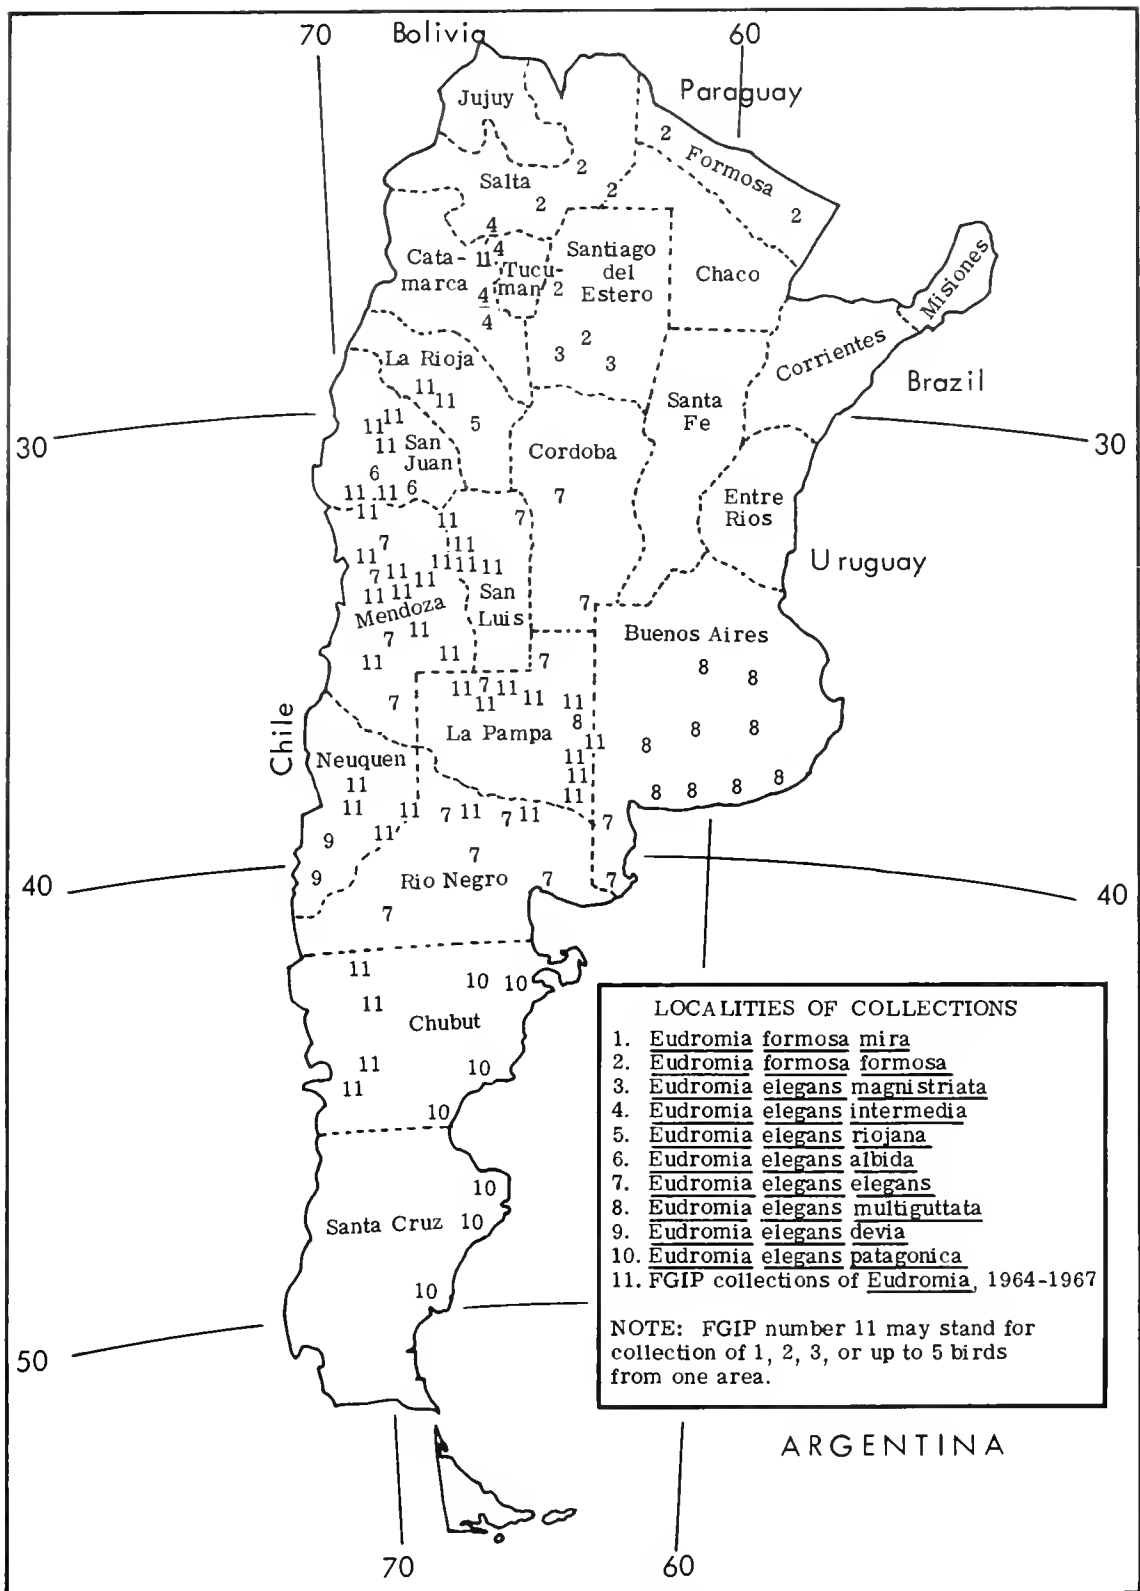 70
Bolivia
60
Paraguay
Jujuy
2
Formosa
2
Salta
2
2
2
4
4
Cata-
11
marca
Tucu-
man
2
Santiago
del
Estero
Chaco
Misiones
4
4
2
3
3
Corrientes
Brazil
La Rioja
11
11
5
11
11
11
San
Juan
Santa
Fe
Cordoba
30
30
6
11
11
6
11
7
Entre
Rios
11
7
7
11
11
11
11
11
Uruguay
7
11
11
11
11
San
Luis
Mendoza
7
7
11
11
11
Buenos Aires
7
8
8
7
11
7
11
11
11
11
8
La Pampa
8
8
8
11
11
11
11
Chile
Neuquen
11
11
8
8
8
8
11
7
11
7
11
7
11
9
7
9
Rio Negro
7
7
7
40
40
11
11
10
10
Chubut
11
11
10
10
10
Santa Cruz
10
10
50
LOCALITIES OF COLLECTIONS
1. Eudromia formosa mira
2. Eudromia formosa formosa
3. Eudromia elegans magnistriata
4. Eudromia elegans intermedia
5. Eudromia elegans riojana
6. Eudromia elegans albida
7. Eudromia elegans elegans
8. Eudromia elegans multiguttata
9. Eudromia elegans devia
10. Eudromia elegans patagonica
11. FGIP collections of Eudromia, 1964-1967
NOTE: FGIP number 11 may stand for
collection of 1, 2, 3, or up to 5 birds
from one area.
ARGENTINA
70
60